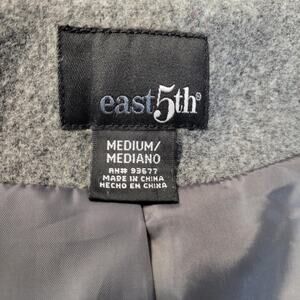 east5th®
MEDIUM/
MEDIANO
RN# 93677
MADE IN CHINA
HECHO EN CHINA